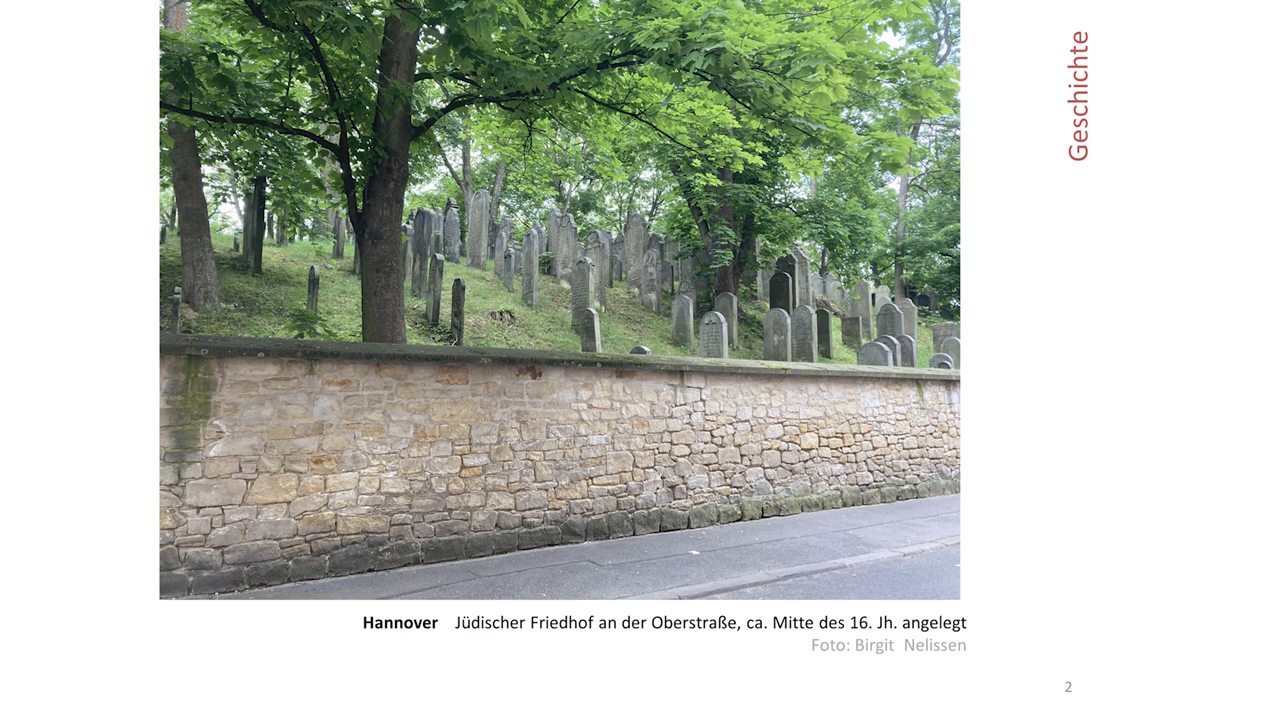 Geschichte
Hannover Jüdischer Friedhof an der Oberstraße, ca. Mitte des 16. Jh. angelegt
Foto: Birgit Nelissen
2